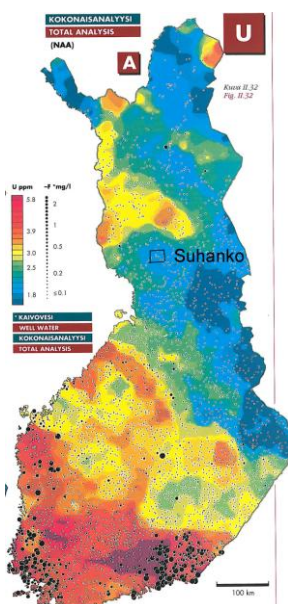 KOKONAISANALYYSI
TOTAL ANALYSIS
(NAA)
A
U
Kuva II.32
Fig. II.32
U ppm
~F⁻ mg/l
5.8
3.9
3.0
2.5
1.8
2
1
0.5
0.2
≤0.1
Suhanko
* KAIVOVESI
WELL WATER
KOKONAISANALYYSI
TOTAL ANALYSIS
100 km